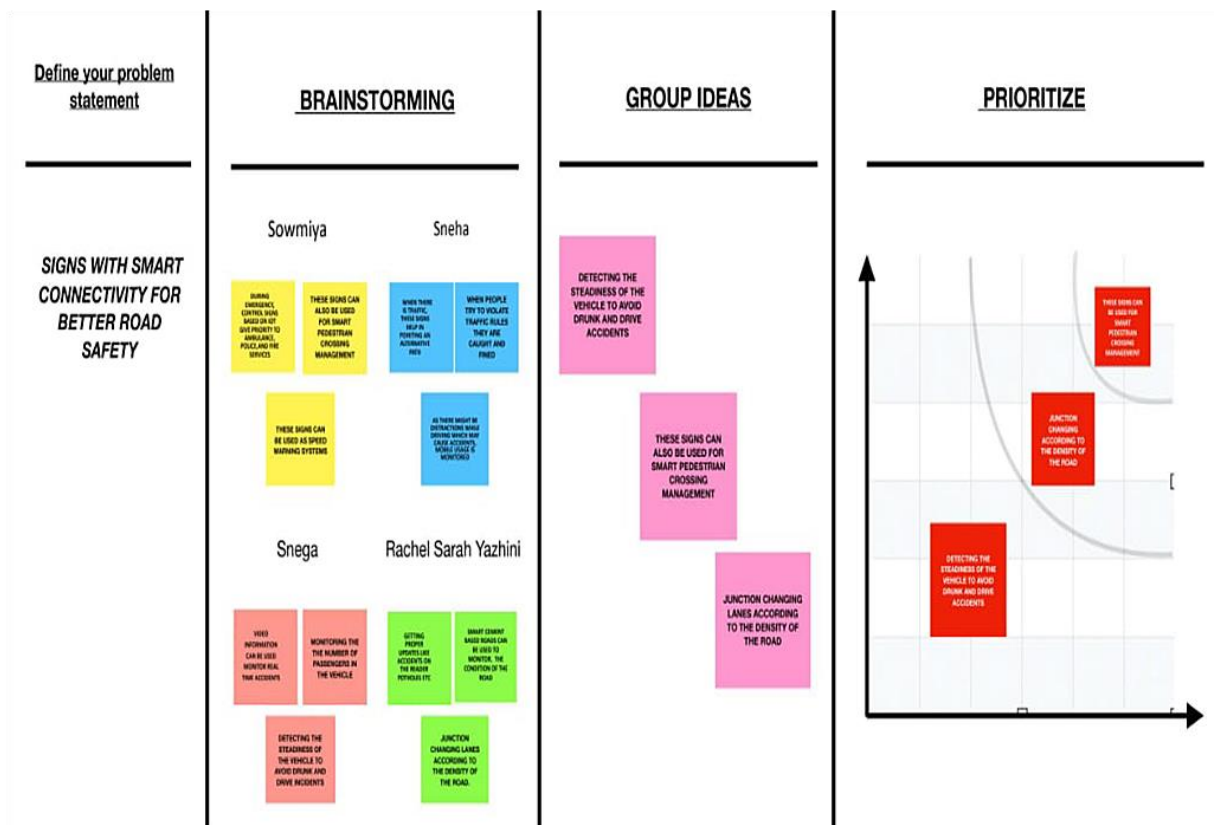 Define your problem
statement
SIGNS WITH SMART
CONNECTIVITY FOR
BETTER ROAD
SAFETY
BRAINSTORMING
Sowmiya
DURING
EMERGENCY,
CONTROL SIGNS
BASED ON IOT
GIVE PRIORITY TO
AMBULANCE,
POLICE, AND FIRE
SERVICES
THESE SIGNS CAN
ALSO BE USED
FOR SMART
PEDESTRIAN
CROSSING
MANAGEMENT
THESE SIGNS CAN
BE USED AS SPEED
WARNING SYSTEMS
Sneha
WHEN THERE
IS TRAFFIC,
THESE SIGNS
HELP IN
POINTING AN
ALTERNATIVE
WHEN PEOPLE
TRY TO VIOLATE
TRAFFIC RULES
THEY ARE
CAUGHT AND
FINED
AS THERE MIGHT BE
DISTRACTIONS WHILE
DRIVING WHICH MAY
CAUSE ACCIDENTS,
MOBILE USAGE IS
MONITORED
Snega
VIDEO
INFORMATION
CAN BE USED
MONITOR REAL
TIME ACCIDENTS
MONITORING THE
THE NUMBER OF
PASSENGERS IN
THE VEHICLE
DETECTING THE
STEADINESS OF
THE VEHICLE TO
AVOID DRUNK AND
DRIVE INCIDENTS
Rachel Sarah Yazhini
GETTING
PROPER
UPDATES LIKE
ACCIDENTS ON
THE READER
POTHOLES ETC
SMART CEMENT
BASED ROADS CAN
BE USED TO
MONITOR, THE
CONDITION OF THE
ROAD
JUNCTION
CHANGING LANES
ACCORDING TO
THE DENSITY OF
THE ROAD.
GROUP IDEAS
DETECTING THE
STEADINESS OF THE
VEHICLE TO AVOID
DRUNK AND DRIVE
ACCIDENTS
THESE SIGNS CAN
ALSO BE USED FOR
SMART PEDESTRIAN
CROSSING
MANAGEMENT
JUNCTION CHANGING
LANES ACCORDING
TO THE DENSITY OF
THE ROAD
PRIORITIZE
THESE SIGNS CAN
BE USED FOR
SMART
PEDESTRIAN
CROSSING
MANAGEMENT
JUNCTION
CHANGING
ACCORDING TO
THE DENSITY OF
THE ROAD
DETECTING THE
STEADINESS OF THE
VEHICLE TO AVOID
DRUNK AND DRIVE
ACCIDENTS